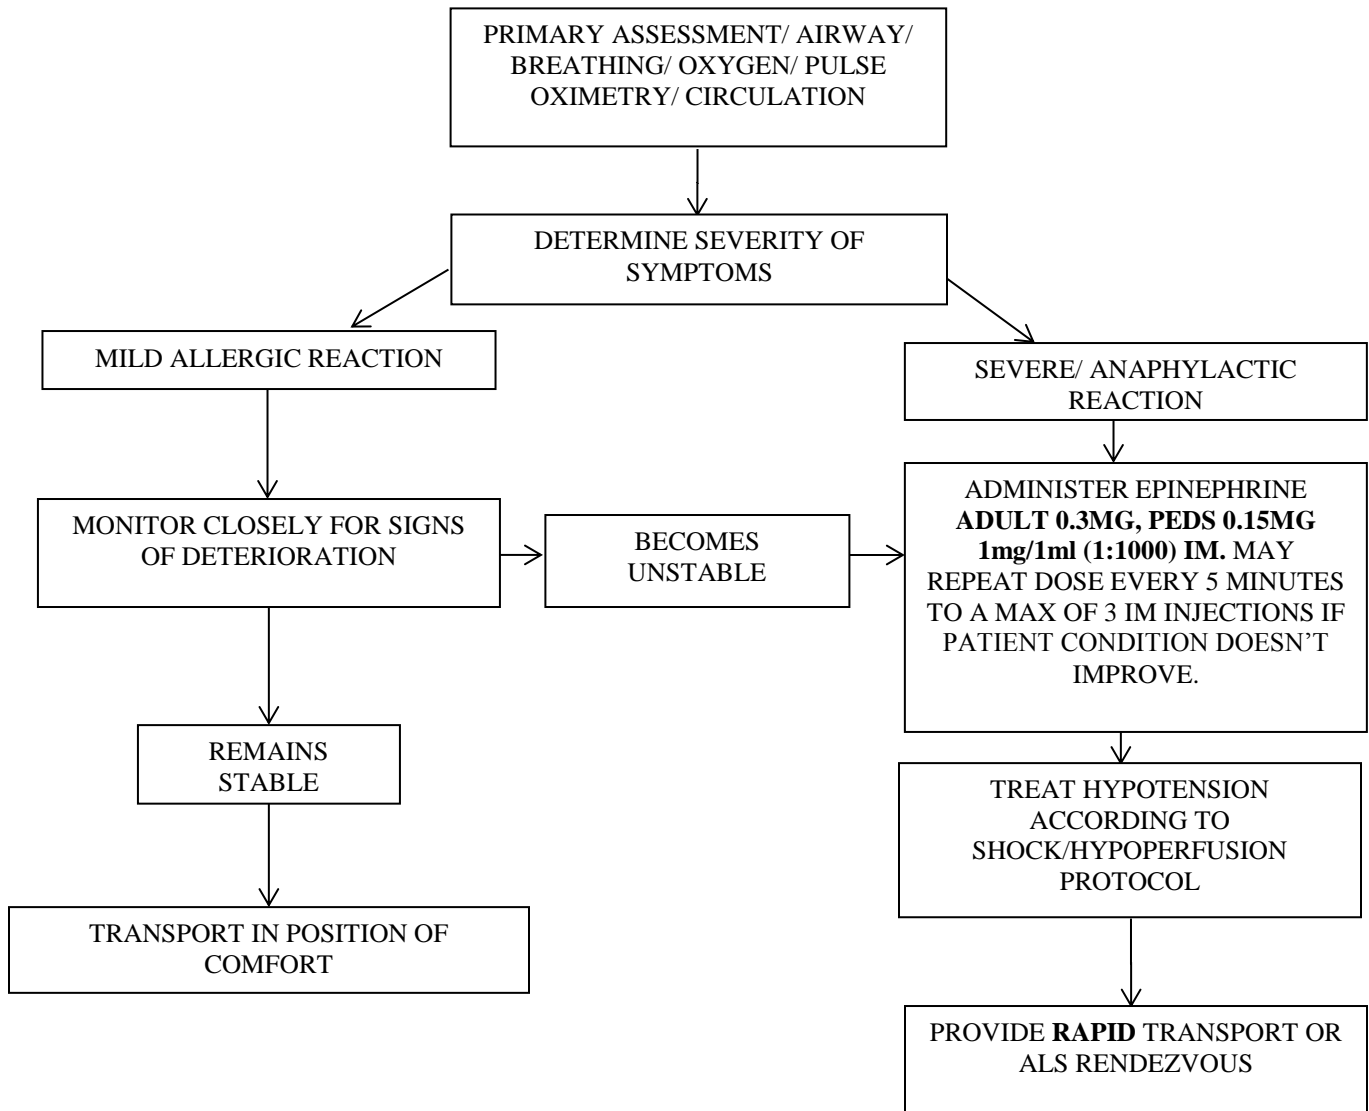 PRIMARY ASSESSMENT/ AIRWAY/
BREATHING/ OXYGEN/ PULSE
OXIMETRY/ CIRCULATION
DETERMINE SEVERITY OF
SYMPTOMS
MILD ALLERGIC REACTION
SEVERE/ ANAPHYLACTIC
REACTION
MONITOR CLOSELY FOR SIGNS
OF DETERIORATION
BECOMES
UNSTABLE
ADMINISTER EPINEPHRINE
ADULT 0.3MG, PEDS 0.15MG
1mg/1ml (1:1000) IM. MAY
REPEAT DOSE EVERY 5 MINUTES
TO A MAX OF 3 IM INJECTIONS IF
PATIENT CONDITION DOESN’T
IMPROVE.
REMAINS
STABLE
TREAT HYPOTENSION
ACCORDING TO
SHOCK/HYPOPERFUSION
PROTOCOL
TRANSPORT IN POSITION OF
COMFORT
PROVIDE RAPID TRANSPORT OR
ALS RENDEZVOUS